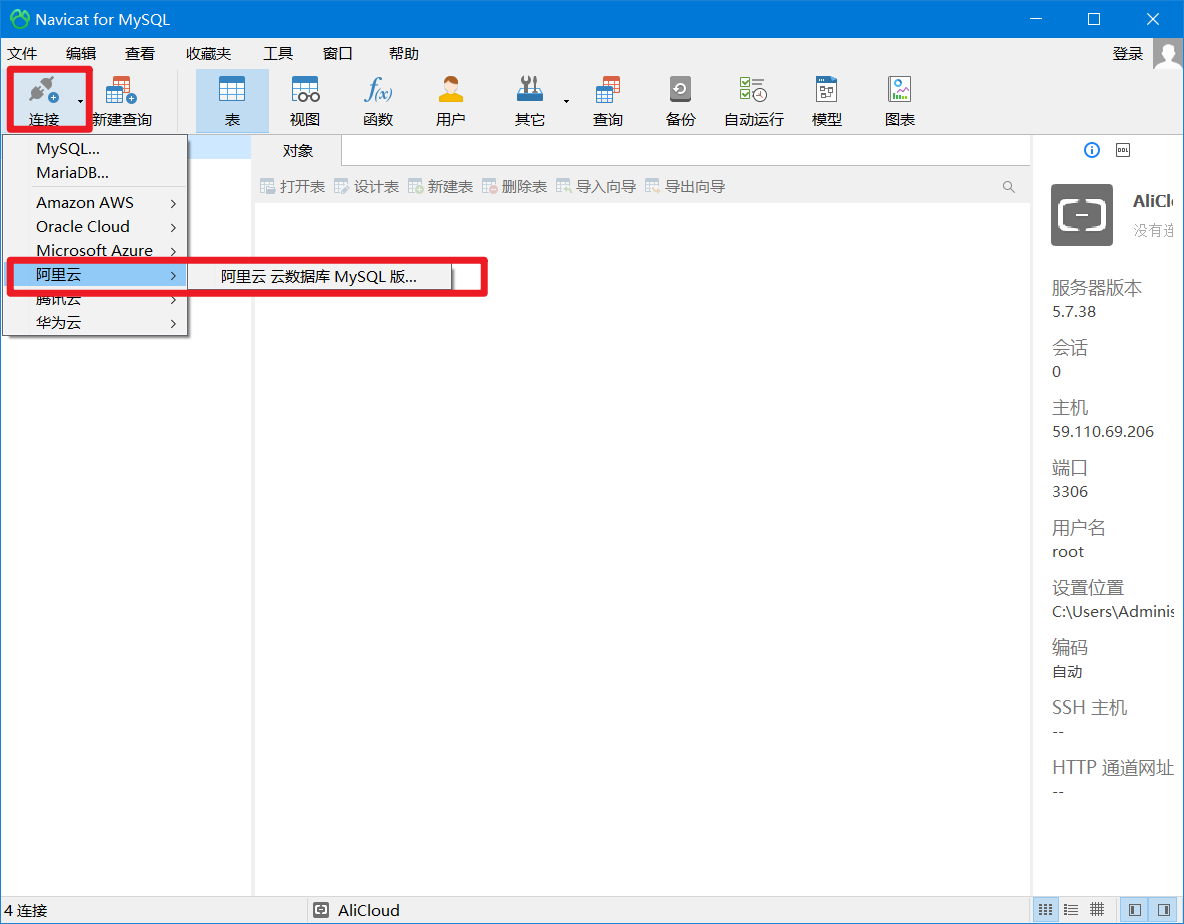 Navicat for MySQL
文件 编辑 查看 收藏夹 工具 窗口 帮助 登录
连接 新建查询 表 视图 函数 用户 其它 查询 备份 自动运行 模型 图表
MySQL...
MariaDB...
Amazon AWS
Oracle Cloud
Microsoft Azure
阿里云
阿里云 云数据库 MySQL 版...
腾讯云
华为云
对象
打开表 设计表 新建表 删除表 导入向导 导出向导
DDL
没有连
服务器版本
5.7.38
会话
0
主机
59.110.69.206
端口
3306
用户名
root
设置位置
C:\Users\Adminis
编码
自动
SSH 主机
--
HTTP 通道网址
--
4 连接
AliCloud